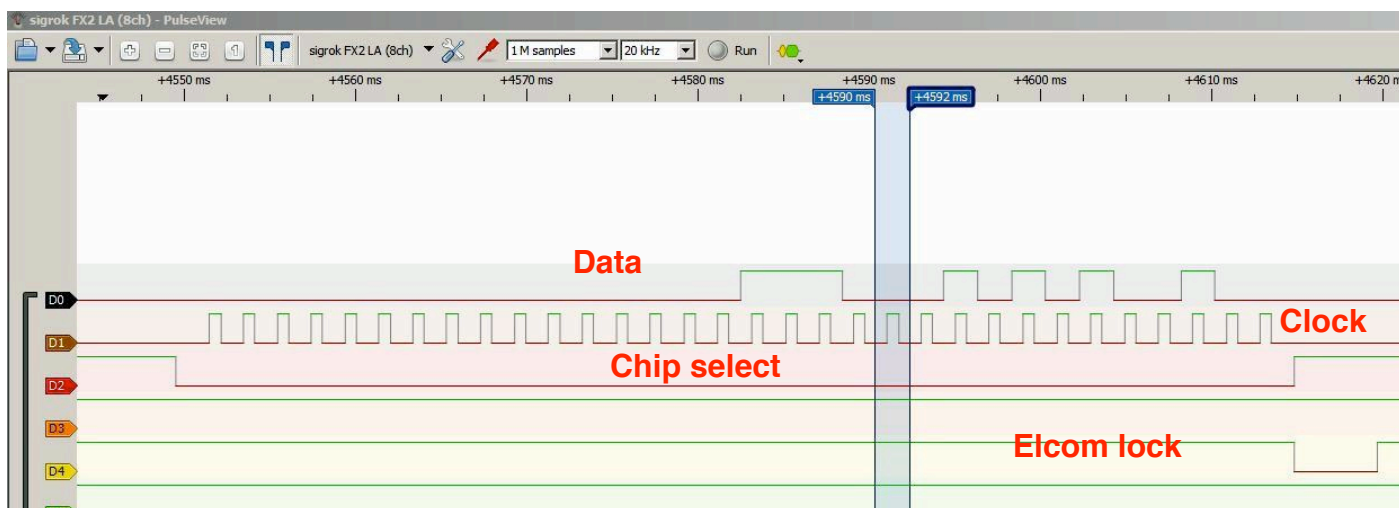 sigrok FX2 LA (8ch) - PulseView
sigrok FX2 LA (8ch) 1 M samples 20 kHz Run
+4550 ms +4560 ms +4570 ms +4580 ms +4590 ms +4600 ms +4610 ms +4620 m
+4590 ms +4592 ms
Data
D0
Clock
D1
Chip select
D2
D3
Elcom lock
D4